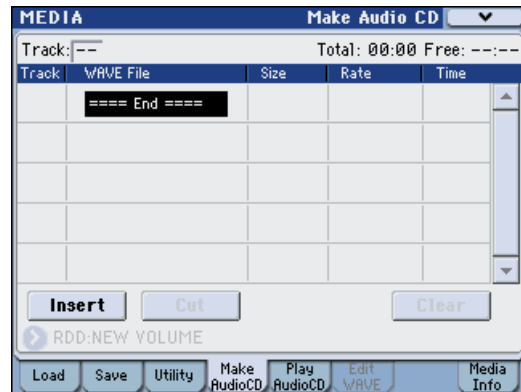 MEDIA Make Audio CD
Track: -- Total: 00:00 Free: --:--
Track WAVE File Size Rate Time
==== End ====
Insert Cut Clear
RDD:NEW VOLUME
Load Save Utility Make AudioCD Play AudioCD Edit WAVE Media Info